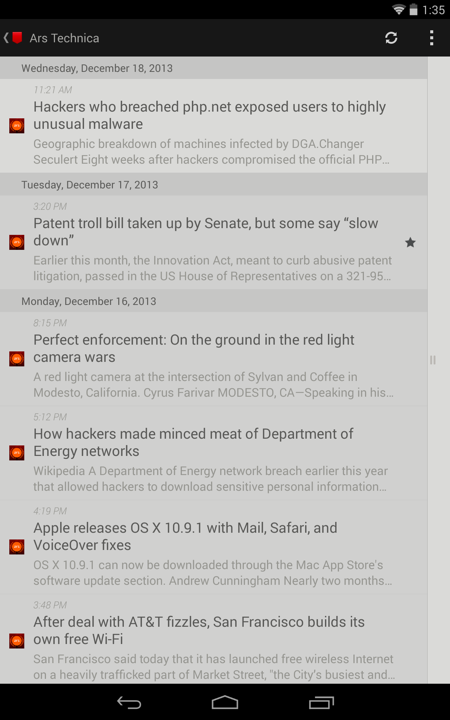 1:35
Ars Technica
Wednesday, December 18, 2013
11:21 AM
Hackers who breached php.net exposed users to highly
unusual malware
Geographic breakdown of machines infected by DGA.Changer
Seculert Eight weeks after hackers compromised the official PHP…
Tuesday, December 17, 2013
3:20 PM
Patent troll bill taken up by Senate, but some say “slow
down”
Earlier this month, the Innovation Act, meant to curb abusive patent
litigation, passed in the US House of Representatives on a 321-95…
Monday, December 16, 2013
8:15 PM
Perfect enforcement: On the ground in the red light
camera wars
A red light camera at the intersection of Sylvan and Coffee in
Modesto, California. Cyrus Farivar MODESTO, CA—Speaking in his…
5:12 PM
How hackers made minced meat of Department of
Energy networks
Wikipedia A Department of Energy network breach earlier this year
that allowed hackers to download sensitive personal information…
4:19 PM
Apple releases OS X 10.9.1 with Mail, Safari, and
VoiceOver fixes
OS X 10.9.1 can now be downloaded through the Mac App Store's
software update section. Andrew Cunningham Nearly two months…
3:48 PM
After deal with AT&T fizzles, San Francisco builds its
own free Wi-Fi
San Francisco said today that it has launched free wireless Internet
on a heavily trafficked part of Market Street, "the City's busiest and…